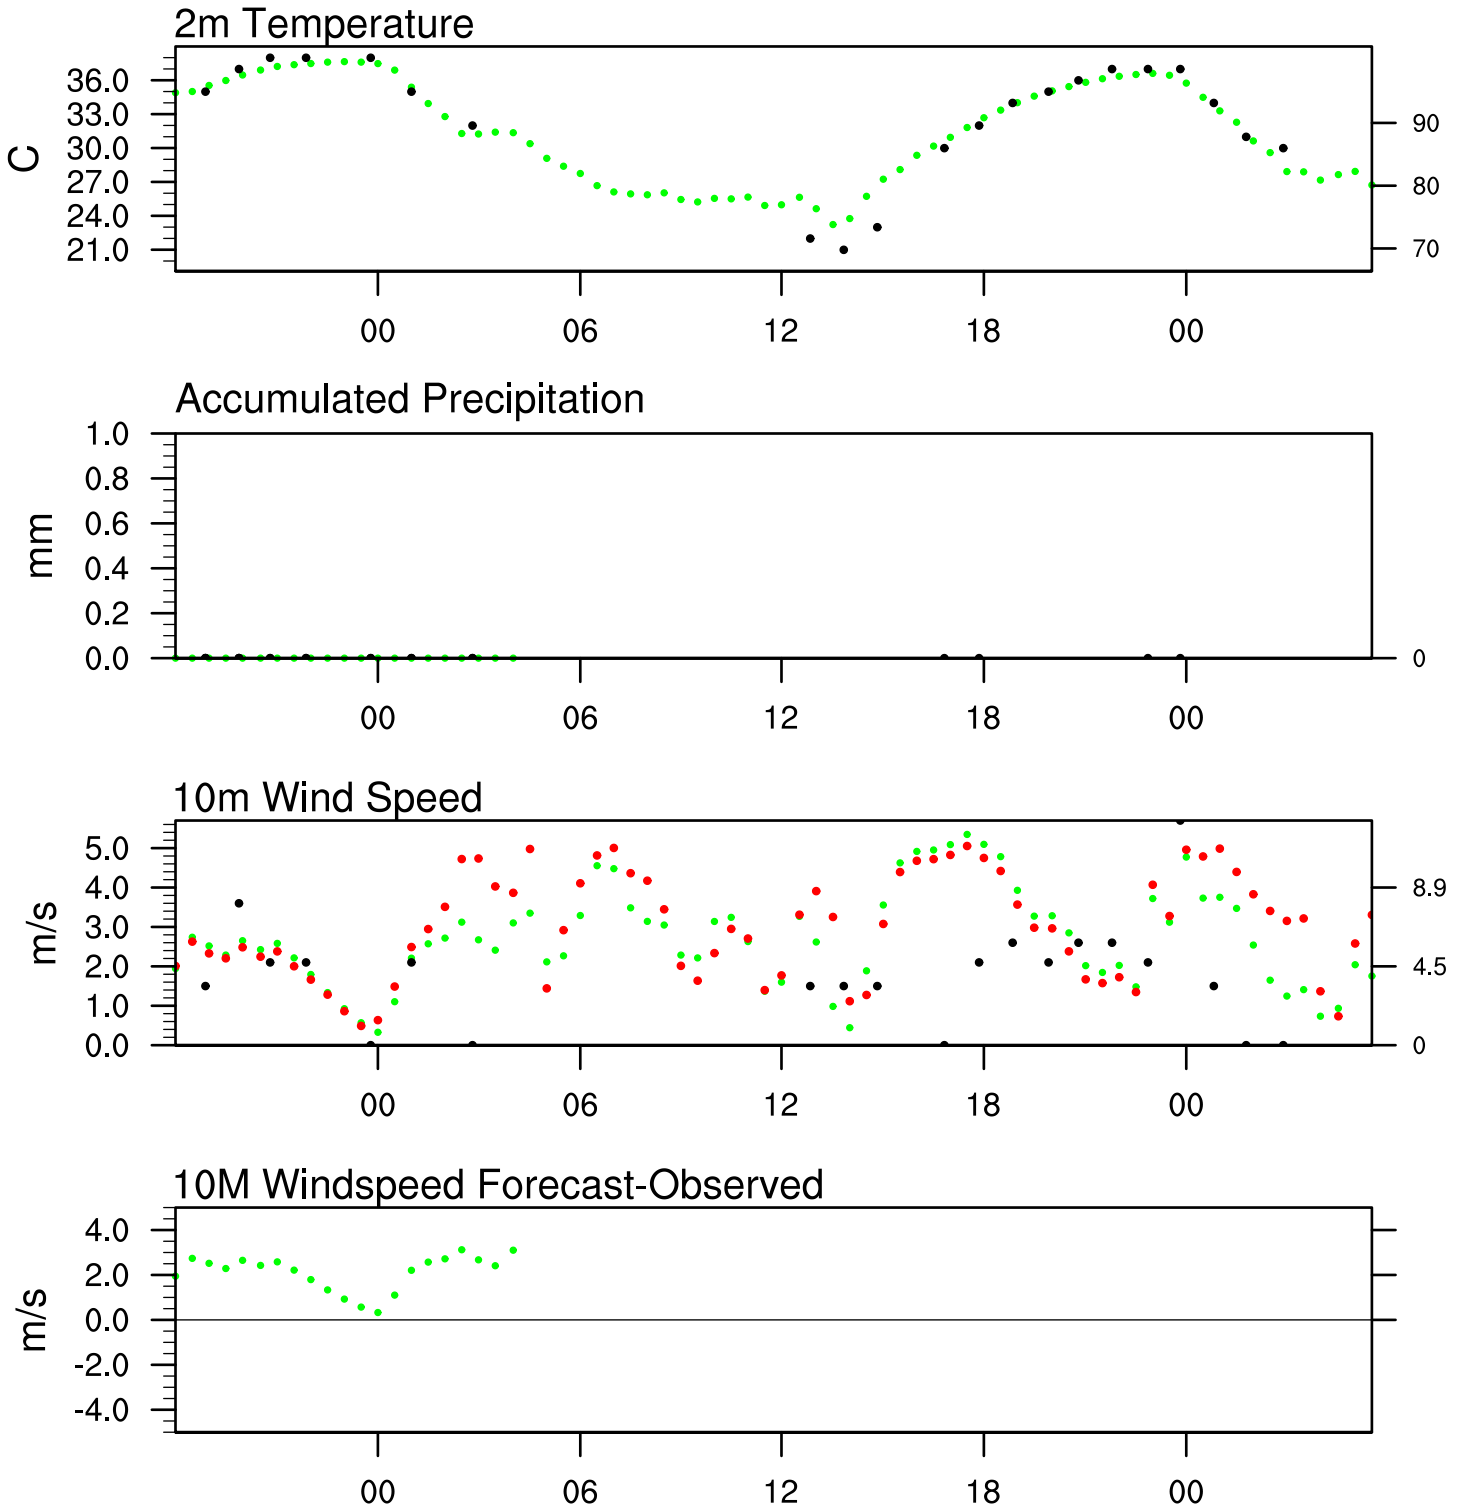 2m Temperature
36.0
33.0
30.0
27.0
24.0
21.0
C
90
80
70
00 06 12 18 00
Accumulated Precipitation
1.0
0.8
0.6
0.4
0.2
0.0
mm
0
00 06 12 18 00
10m Wind Speed
5.0
4.0
3.0
2.0
1.0
0.0
m/s
8.9
4.5
0
00 06 12 18 00
10M Windspeed Forecast-Observed
4.0
2.0
0.0
-2.0
-4.0
m/s
00 06 12 18 00